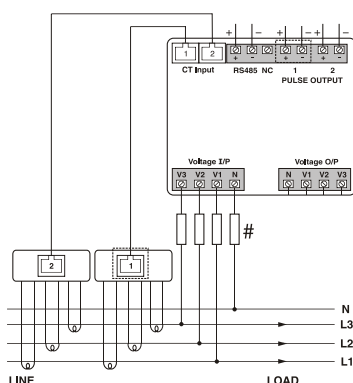 + - + - + -
1 2
+ - + - + -
CT Input RS485 NC 1 2
PULSE OUTPUT
Voltage I/P Voltage O/P
V3 V2 V1 N N V1 V2 V3
#
2 1
N
L3
L2
L1
LINE LOAD